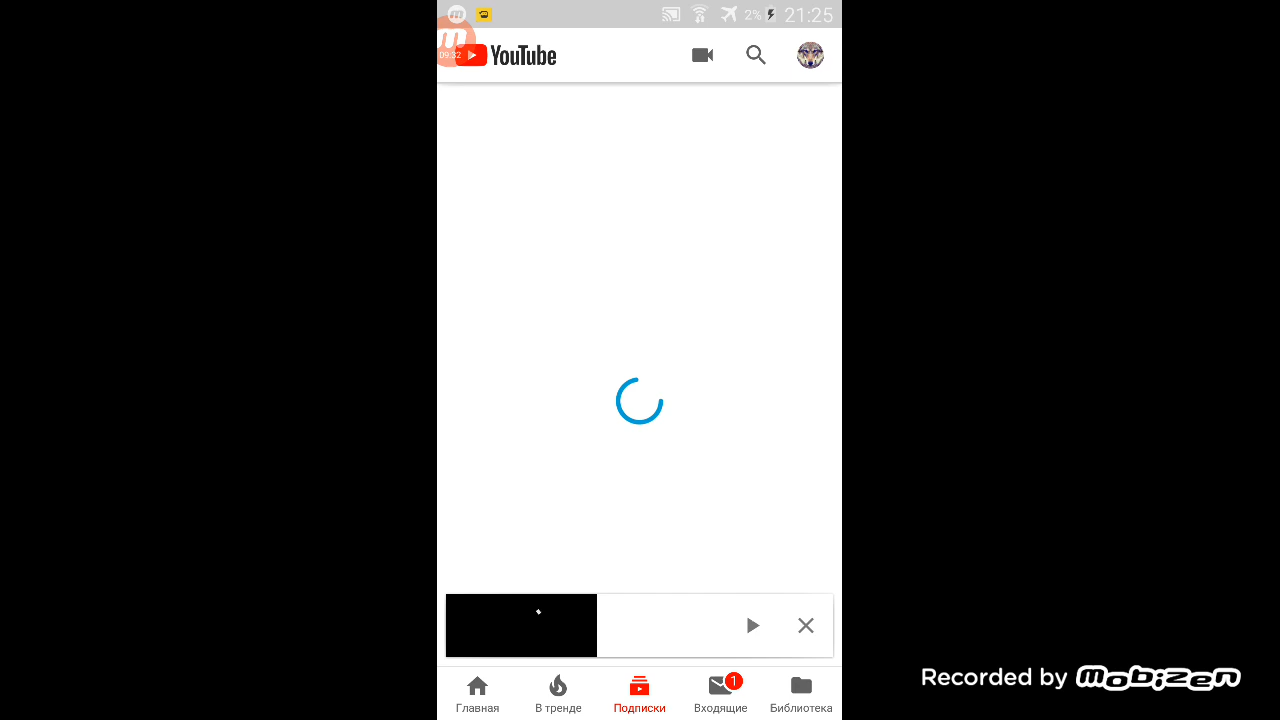 2% 21:25
09:32
YouTube
1
Главная В тренде Подписки Входящие Библиотека
Recorded by mobizen